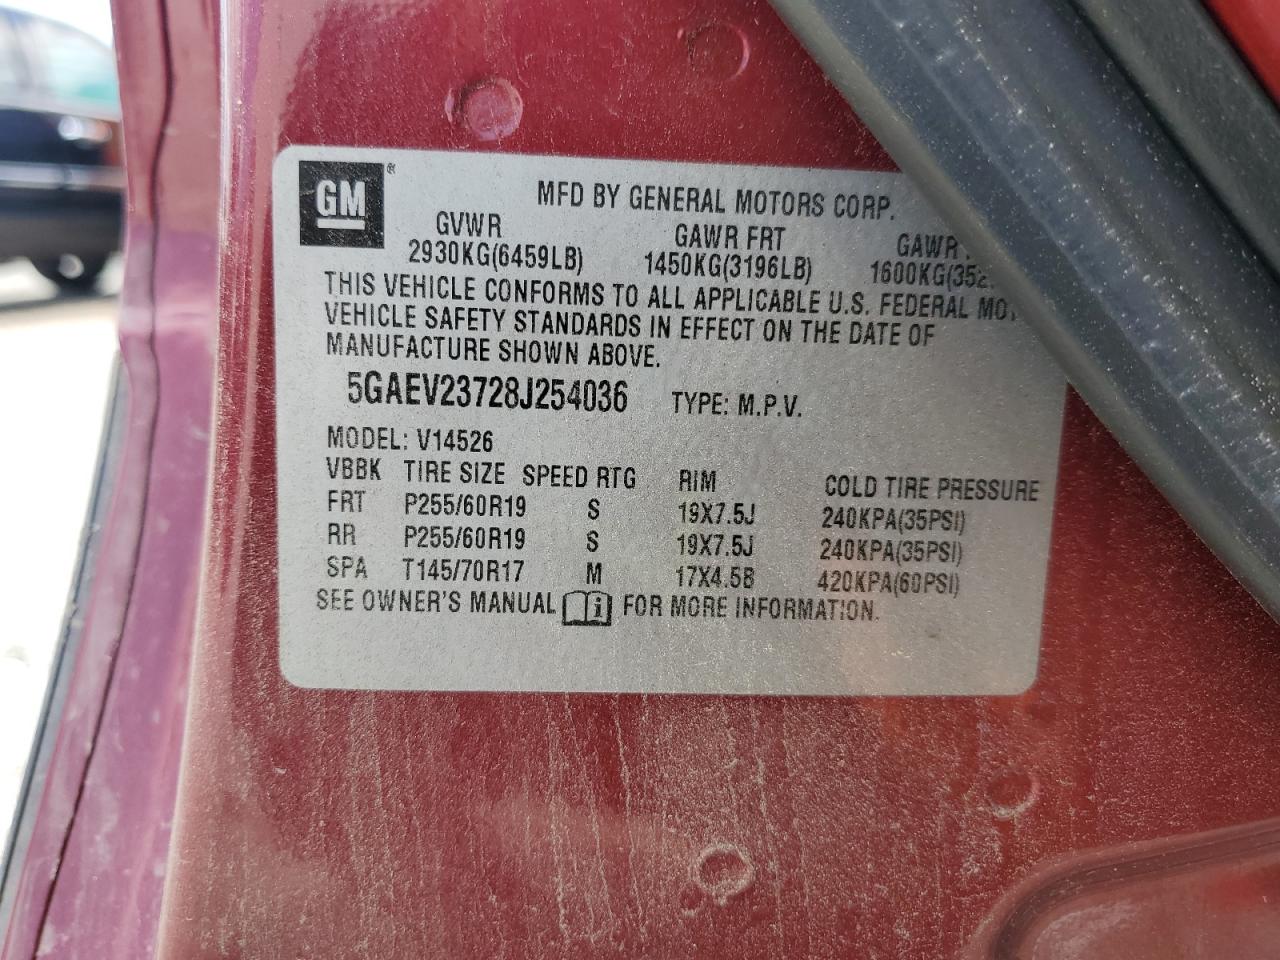 GM ®
MFD BY GENERAL MOTORS CORP.
GVWR GAWR FRT GAWR
2930KG(6459LB) 1450KG(3196LB) 1600KG
THIS VEHICLE CONFORMS TO ALL APPLICABLE U.S. FEDERAL
VEHICLE SAFETY STANDARDS IN EFFECT ON THE DATE OF
MANUFACTURE SHOWN ABOVE.
5GAEV23728J254036 TYPE: M.P.V.
MODEL: V14526
VBBK TIRE SIZE SPEED RTG RIM COLD TIRE PRESSURE
FRT P255/60R19 S 19X7.5J 240KPA(35PSI)
RR P255/60R19 S 19X7.5J 240KPA(35PSI)
SPA T145/70R17 M 17X4.5B 420KPA(60PSI)
SEE OWNER'S MANUAL i FOR MORE INFORMATION.